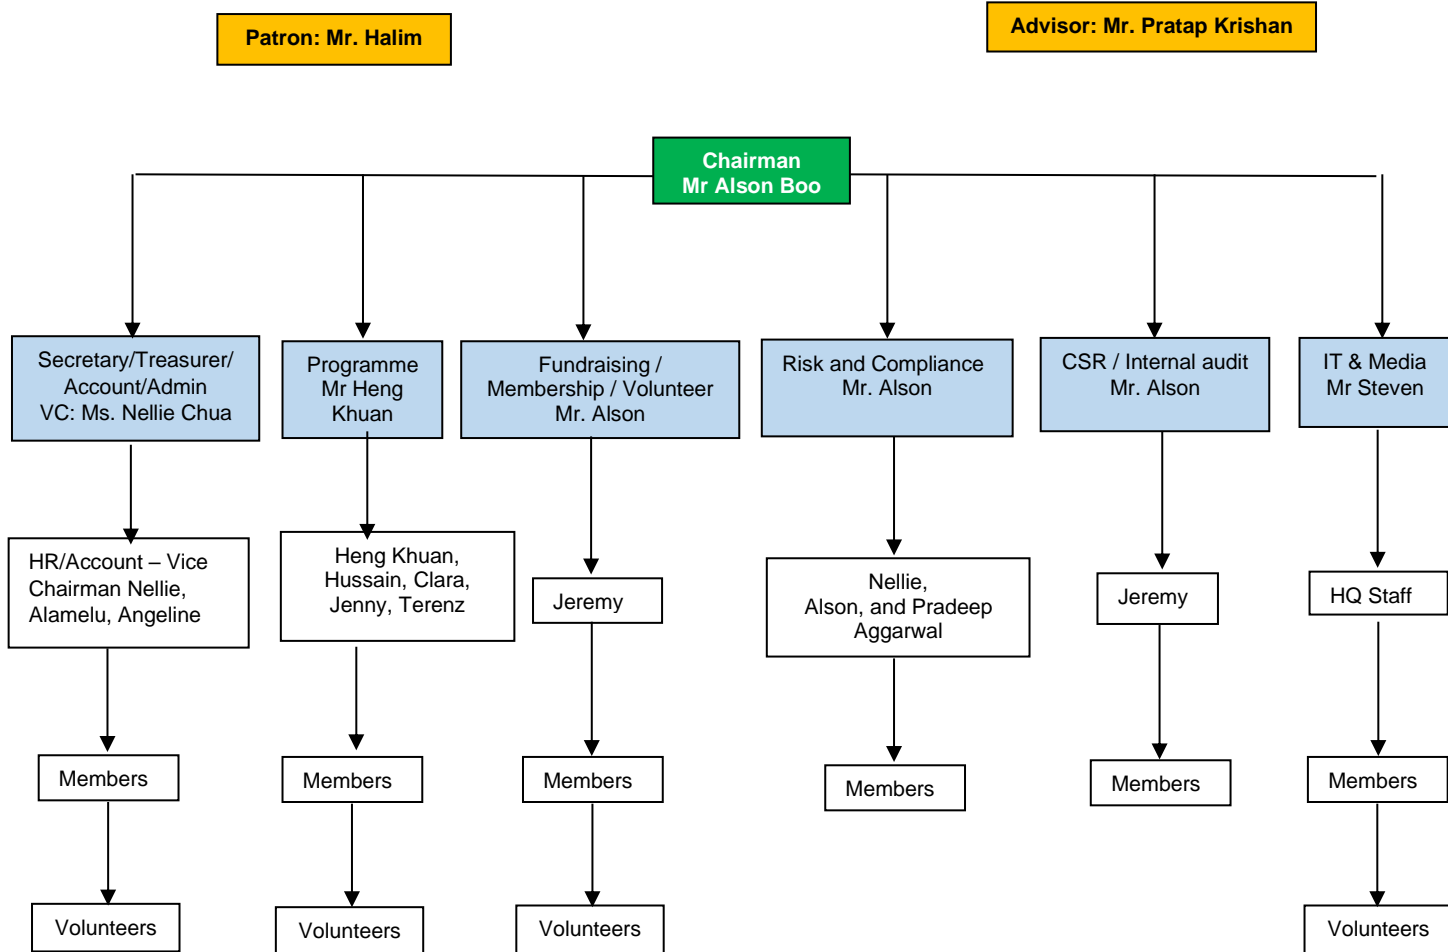 Patron: Mr. Halim
Advisor: Mr. Pratap Krishan
Chairman
Mr Alson Boo
Secretary/Treasurer/
Account/Admin
VC: Ms. Nellie Chua
Programme
Mr Heng
Khuan
Fundraising /
Membership / Volunteer
Mr. Alson
Risk and Compliance
Mr. Alson
CSR / Internal audit
Mr. Alson
IT & Media
Mr Steven
HR/Account – Vice
Chairman Nellie,
Alamelu, Angeline
Heng Khuan,
Hussain, Clara,
Jenny, Terenz
Jeremy
Nellie,
Alson, and Pradeep
Aggarwal
Jeremy
HQ Staff
Members
Members
Members
Members
Members
Members
Volunteers
Volunteers
Volunteers
Volunteers